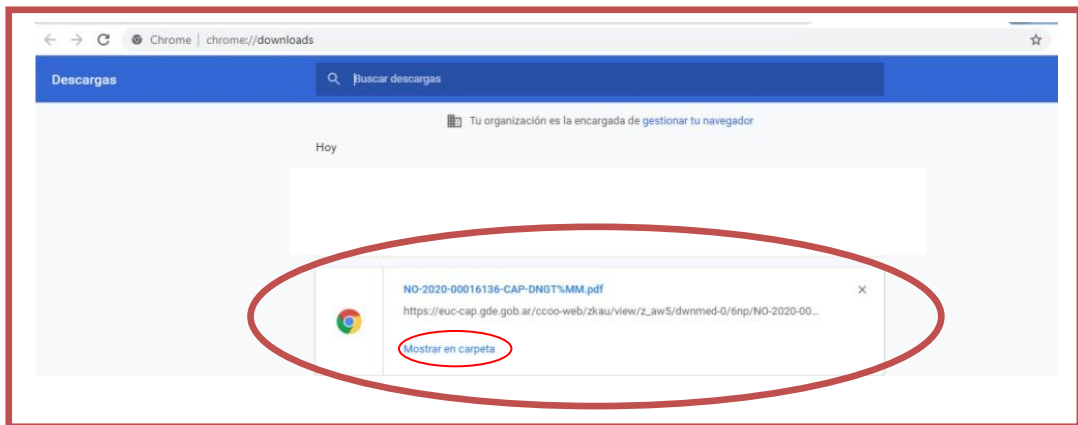 Chrome | chrome://downloads
Descargas
Buscar descargas
Tu organización es la encargada de gestionar tu navegador
Hoy
NO-2020-00016136-CAP-DNGT%MM.pdf
https://euc-cap.gde.gob.ar/ccoo-web/zkau/view/z_aw5/dwnmed-0/6np/NO-2020-00...
Mostrar en carpeta